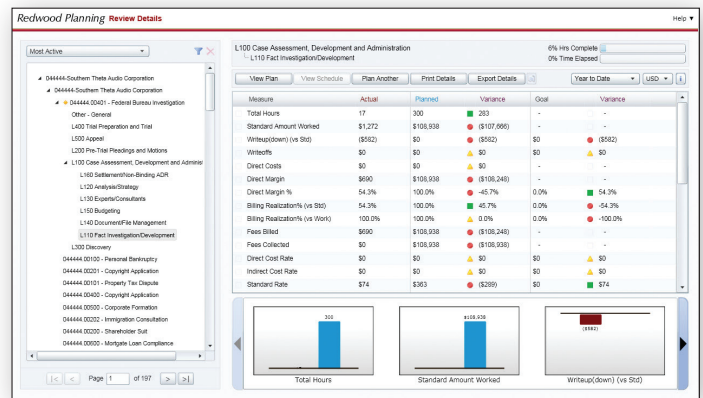 Redwood Planning Review Details
Help ▼
Most Active
044444-Southern Theta Audio Corporation
044444-Southern Theta Audio Corporation
044444.00401 - Federal Bureau Investigation
Other - General
L400 Trial Preparation and Trial
L500 Appeal
L200 Pre-Trial Pleadings and Motions
L100 Case Assessment, Development and Adminis
L160 Settlement/Non-Binding ADR
L120 Analysis/Strategy
L130 Experts/Consultants
L150 Budgeting
L140 Document/File Management
L110 Fact Investigation/Development
L300 Discovery
044444.00100 - Personal Bankruptcy
044444.00201 - Copyright Application
044444.00101 - Property Tax Dispute
044444.00400 - Copyright Application
044444.00500 - Corporate Formation
044444.00202 - Immigration Consultation
044444.00200 - Shareholder Suit
044444.00600 - Mortgate Loan Compliance
|< < Page 1 of 197 > >|
L100 Case Assessment, Development and Administration
L110 Fact Investigation/Development
6% Hrs Complete
0% Time Elapsed
View Plan View Schedule Plan Another Print Details Export Details Year to Date USD i
Measure Actual Planned Variance Goal Variance
Total Hours 17 300 283 - -
Standard Amount Worked $1,272 $108,938 ($107,666) - -
Writeup(down) (vs Std) ($582) $0 ($582) $0 ($582)
Writeoffs $0 $0 $0 $0 $0
Direct Costs $0 $0 $0 - -
Direct Margin $690 $108,938 ($108,248) - -
Direct Margin % 54.3% 100.0% -45.7% 0.0% 54.3%
Billing Realization% (vs Std) 54.3% 100.0% 45.7% 0.0% -54.3%
Billing Realization% (vs Work) 100.0% 100.0% 0.0% 0.0% -100.0%
Fees Billed $690 $108,938 ($108,248) - -
Fees Collected $0 $108,938 ($108,938) - -
Direct Cost Rate $0 $0 $0 $0 $0
Indirect Cost Rate $0 $0 $0 $0 $0
Standard Rate $74 $363 ($289) $0 $74
300
Total Hours
$108,938
Standard Amount Worked
($582)
Writeup(down) (vs Std)